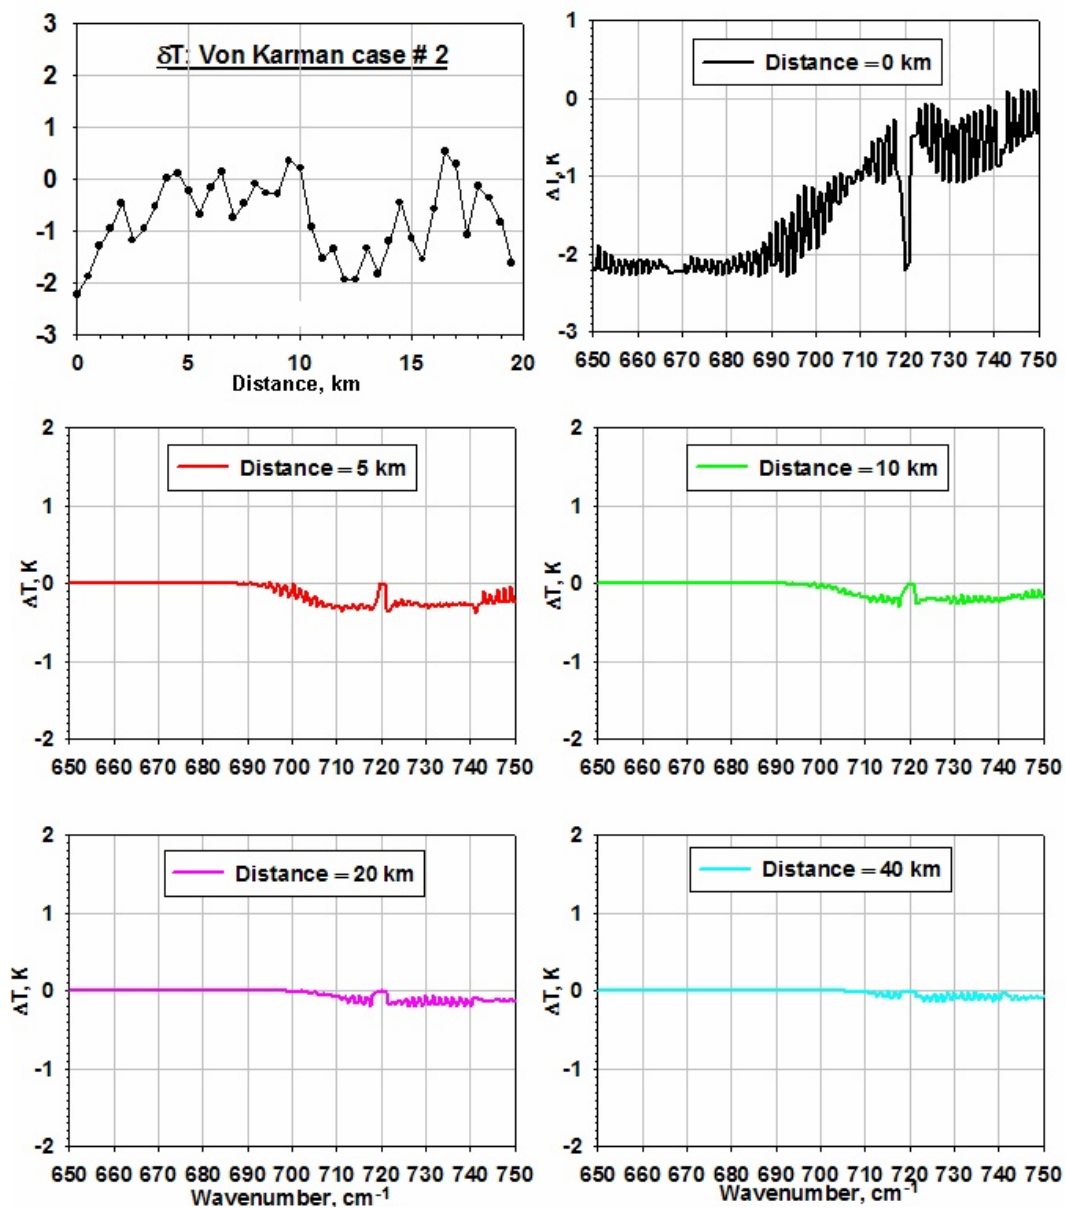 δT: Von Karman case # 2
3
2
1
0
-1
-2
-3
0 5 10 15 20
Distance, km
Distance = 0 km
1
0
-1
-2
-3
Δ T, K
650 660 670 680 690 700 710 720 730 740 750
Distance = 5 km
2
1
0
-1
-2
ΔT, K
650 660 670 680 690 700 710 720 730 740 750
Distance = 10 km
2
1
0
-1
-2
ΔT, K
650 660 670 680 690 700 710 720 730 740 750
Distance = 20 km
2
1
0
-1
-2
ΔT, K
650 660 670 680 690 700 710 720 730 740 750
Wavenumber, cm⁻¹
Distance = 40 km
2
1
0
-1
-2
ΔT, K
650 660 670 680 690 700 710 720 730 740 750
Wavenumber, cm⁻¹